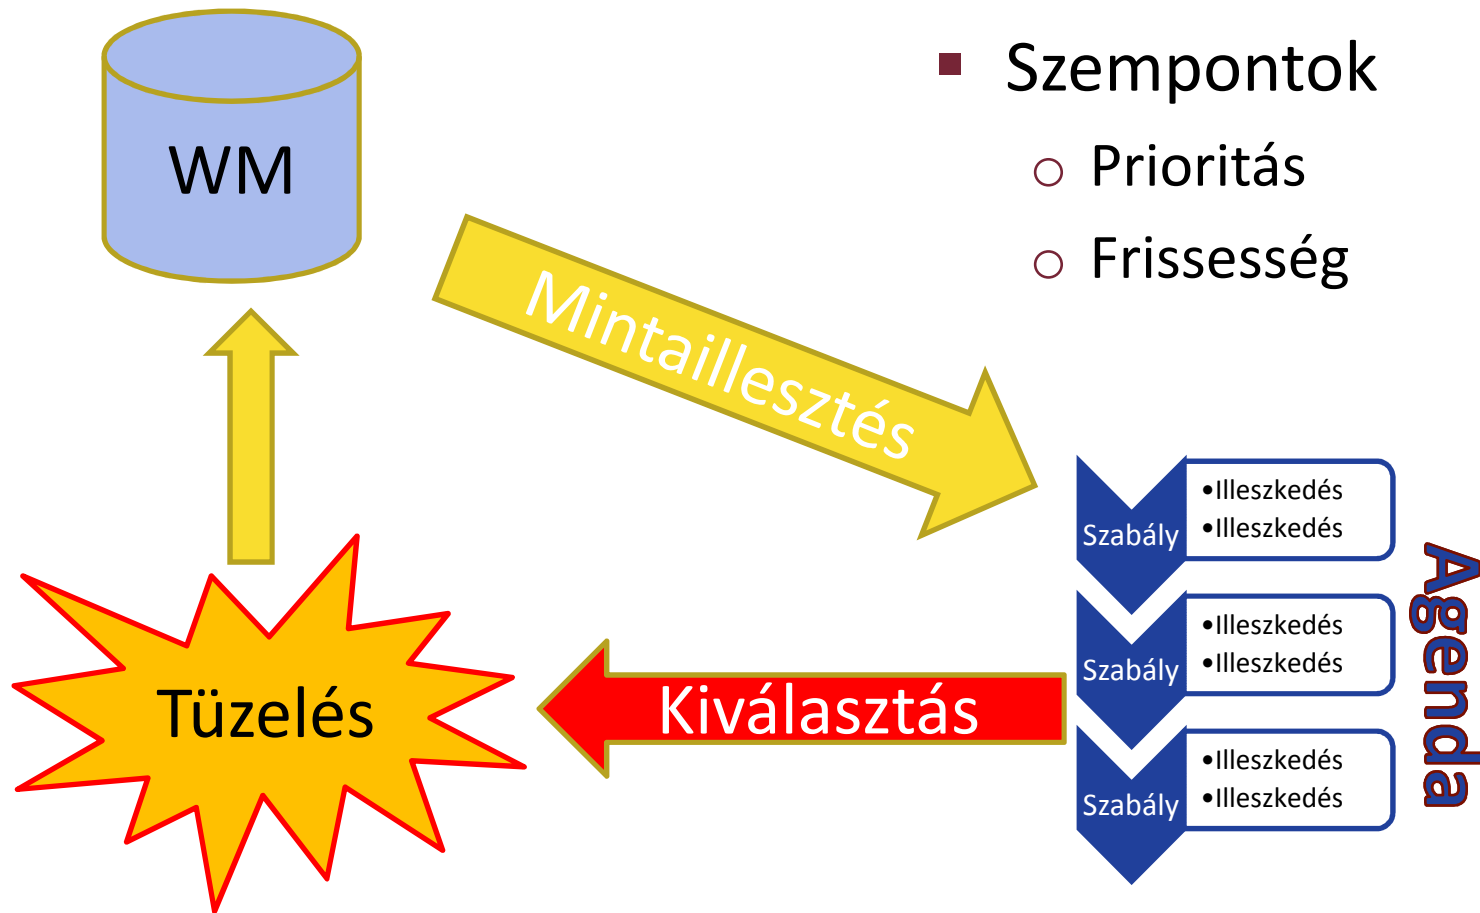 WM
Szempontok
Prioritás
Frissesség
Mintaillesztés
Szabály
•Illeszkedés
•Illeszkedés
Szabály
•Illeszkedés
•Illeszkedés
Szabály
•Illeszkedés
•Illeszkedés
Agenda
Kiválasztás
Tüzelés